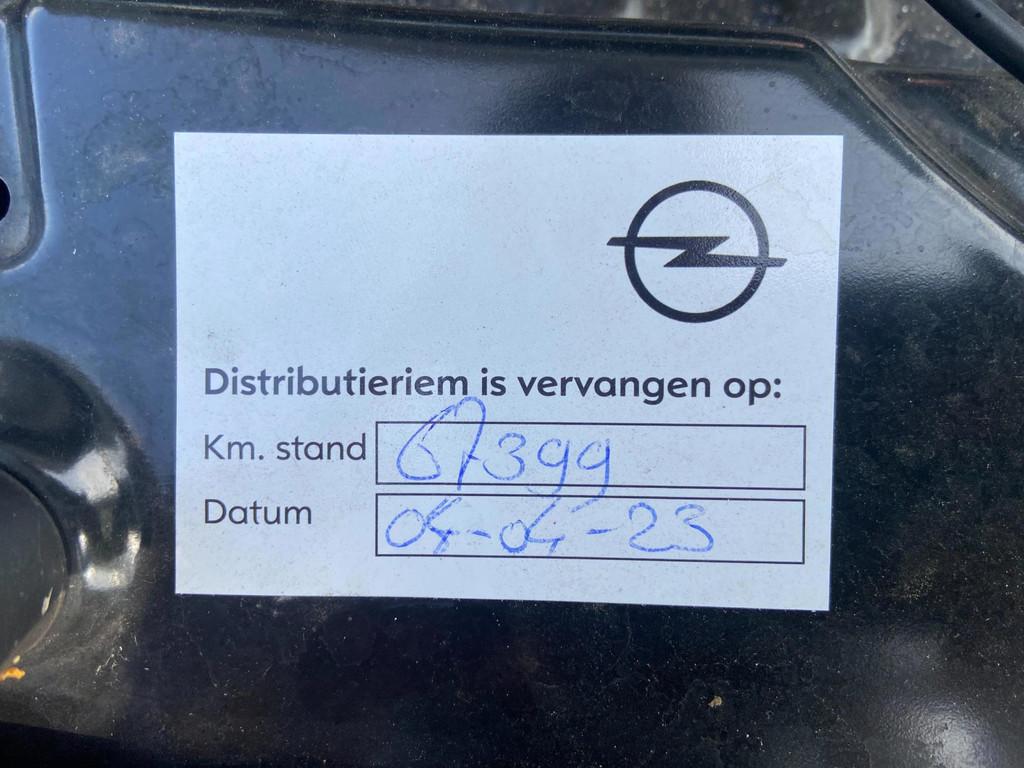 Distributieriem is vervangen op:
Km. stand 67399
Datum 04-04-23